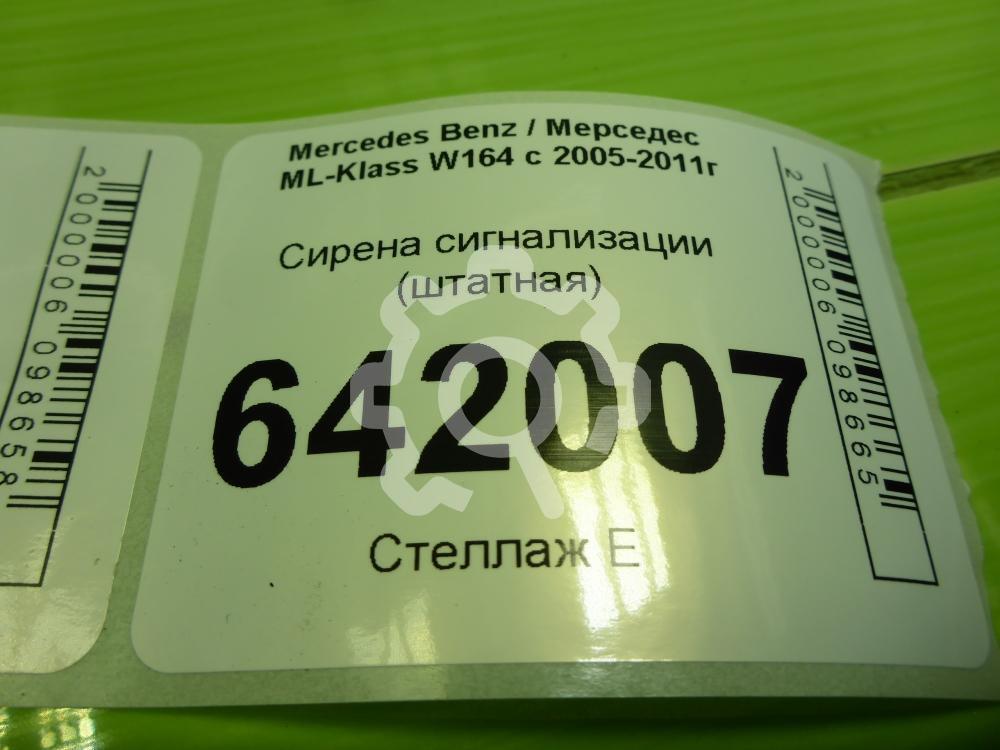 Mercedes Benz / Мерседес
ML-Klass W164 с 2005-2011г
Сирена сигнализации
(штатная)
642007
Стеллаж Е
2000006098665
2000006098658